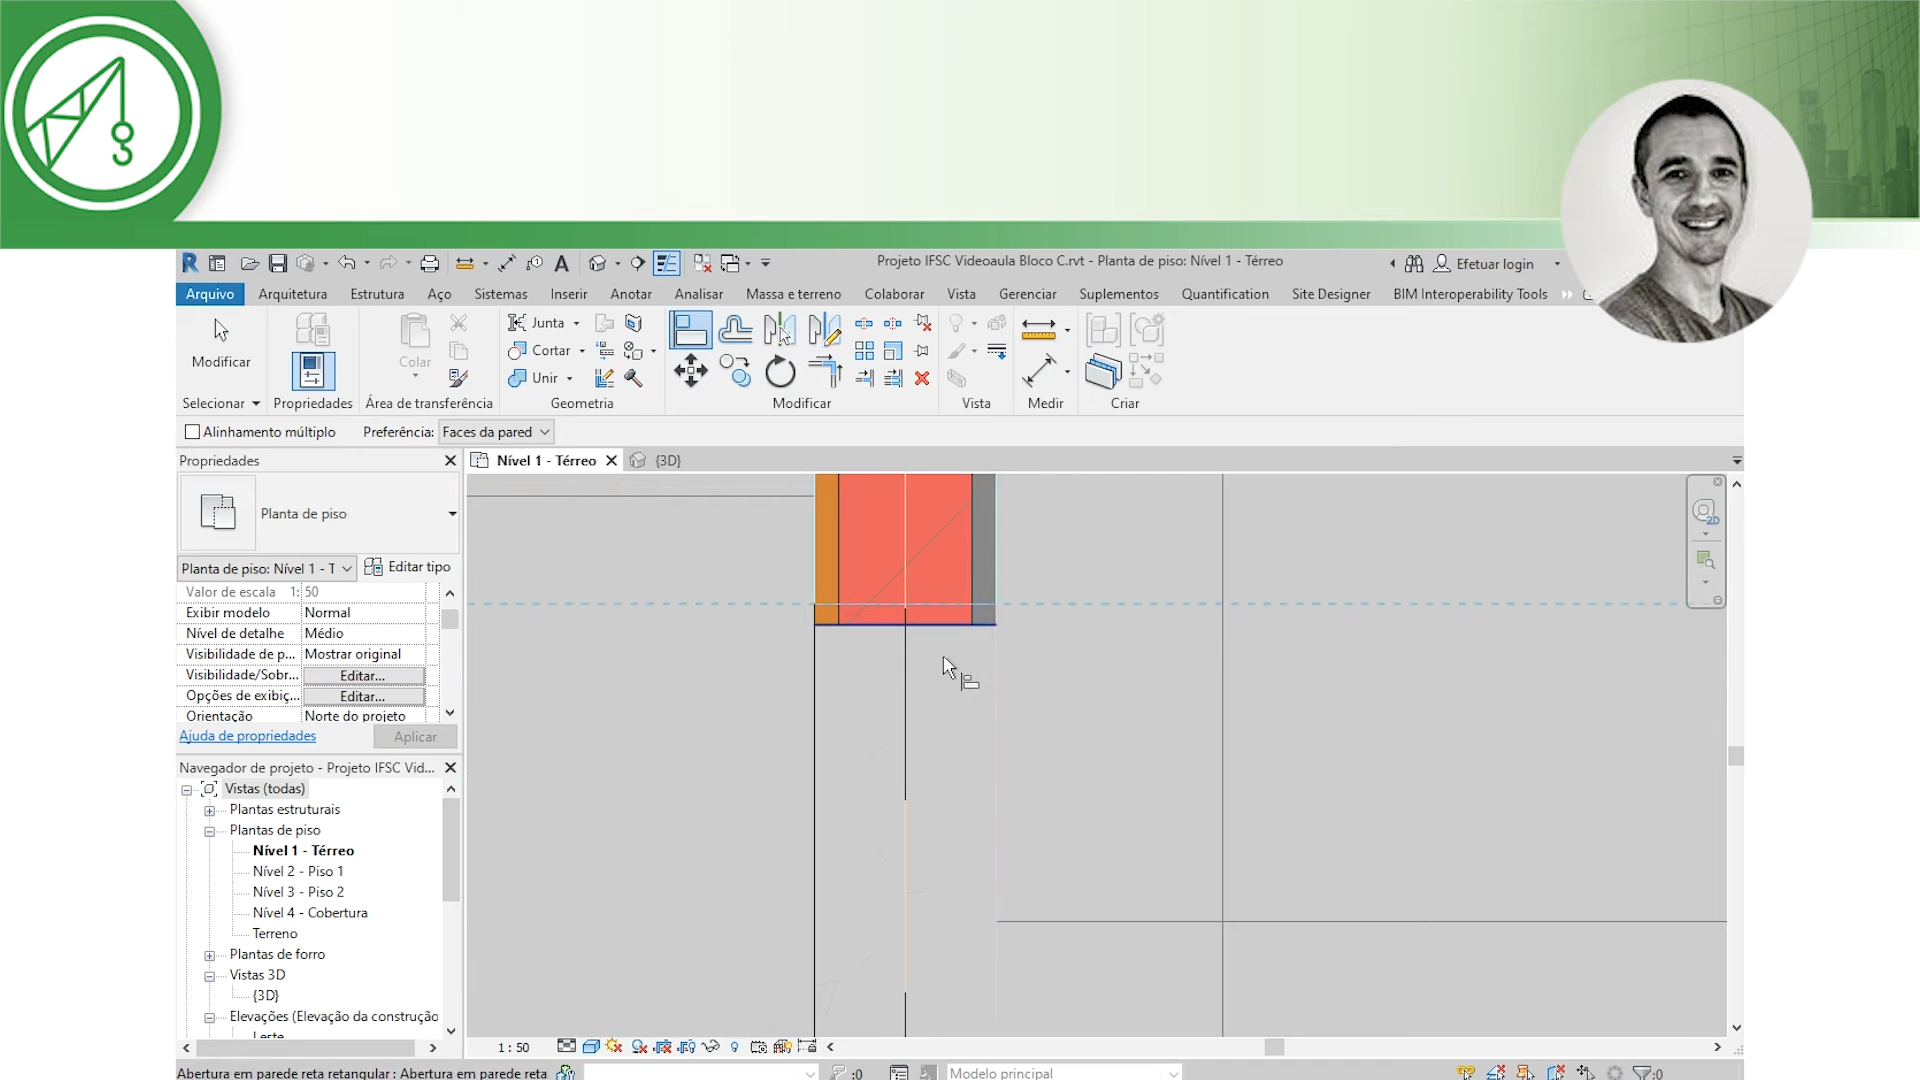 Projeto IFSC Videoaula Bloco C.rvt - Planta de piso: Nível 1 - Térreo
Efetuar login
Arquivo Arquitetura Estrutura Aço Sistemas Inserir Anotar Analisar Massa e terreno Colaborar Vista Gerenciar Suplementos Quantification Site Designer BIM Interoperability Tools
Modificar
Colar
Junta
Cortar
Unir
Selecionar Propriedades Área de transferência Geometria Modificar Vista Medir Criar
Alinhamento múltiplo Preferência: Faces da pared
Propriedades
Nível 1 - Térreo {3D}
Planta de piso
Planta de piso: Nível 1 - T Editar tipo
Valor de escala 1: 50
Exibir modelo Normal
Nível de detalhe Médio
Visibilidade de p... Mostrar original
Visibilidade/Sobr... Editar...
Opções de exibiç... Editar...
Orientação Norte do projeto
Ajuda de propriedades Aplicar
Navegador de projeto - Projeto IFSC Vid...
Vistas (todas)
Plantas estruturais
Plantas de piso
Nível 1 - Térreo
Nível 2 - Piso 1
Nível 3 - Piso 2
Nível 4 - Cobertura
Terreno
Plantas de forro
Vistas 3D
{3D}
Elevações (Elevação da construção
Leste
2D
1 : 50
Abertura em parede reta retangular : Abertura em parede reta
:0
Modelo principal
:0